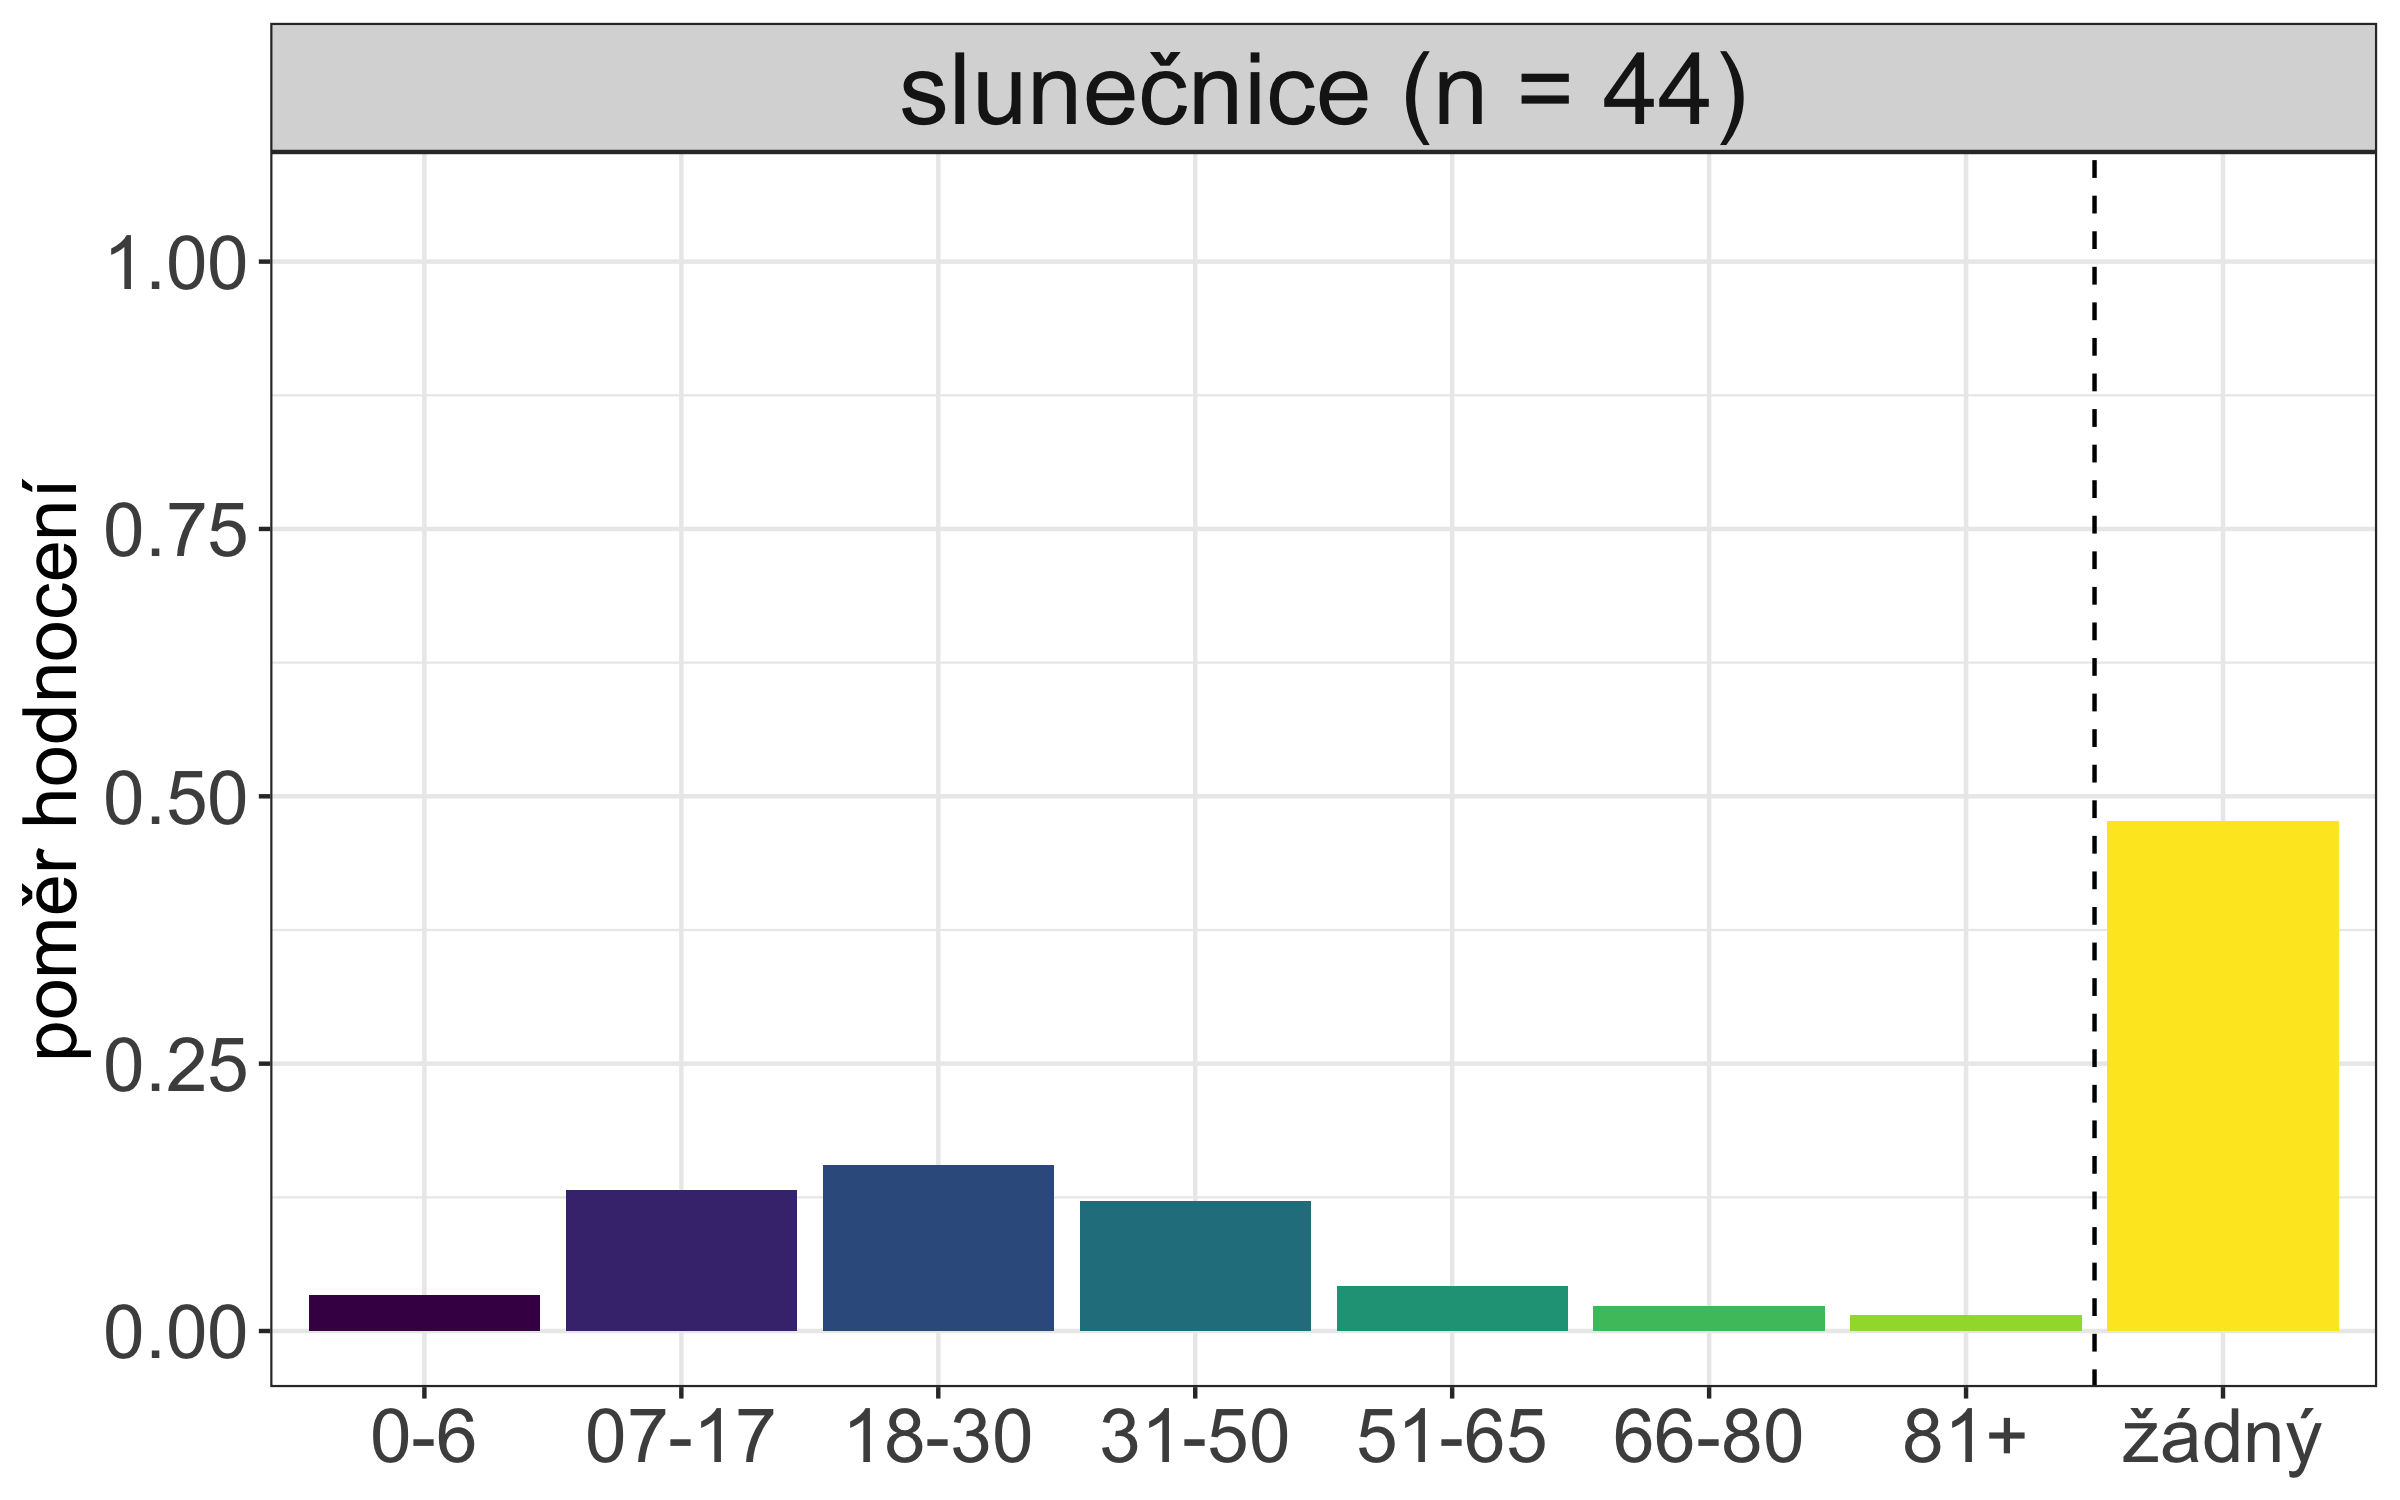 slunečnice (n = 44)
poměr hodnocení
1.00
0.75
0.50
0.25
0.00
0-6 07-17 18-30 31-50 51-65 66-80 81+ žádný